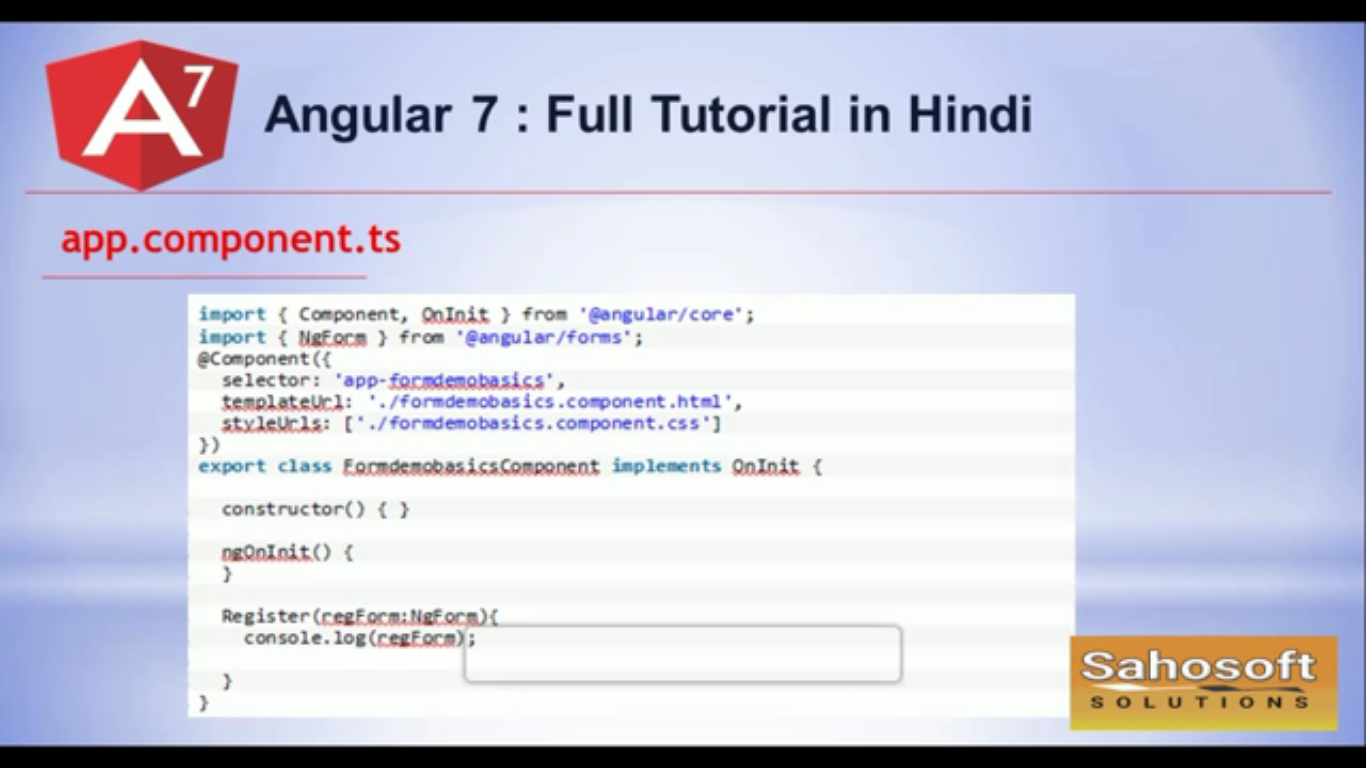 A7
Angular 7 : Full Tutorial in Hindi
app.component.ts
import { Component, OnInit } from '@angular/core';
import { NgForm } from '@angular/forms';
@Component({
selector: 'app-formdemobasics',
templateUrl: './formdemobasics.component.html',
styleUrls: ['./formdemobasics.component.css']
})
export class FormdemobasicsComponent implements OnInit {
constructor() { }
ngOnInit() {
}
Register(regForm:NgForm){
console.log(regForm);
}
}
Sahosoft
SOLUTIONS